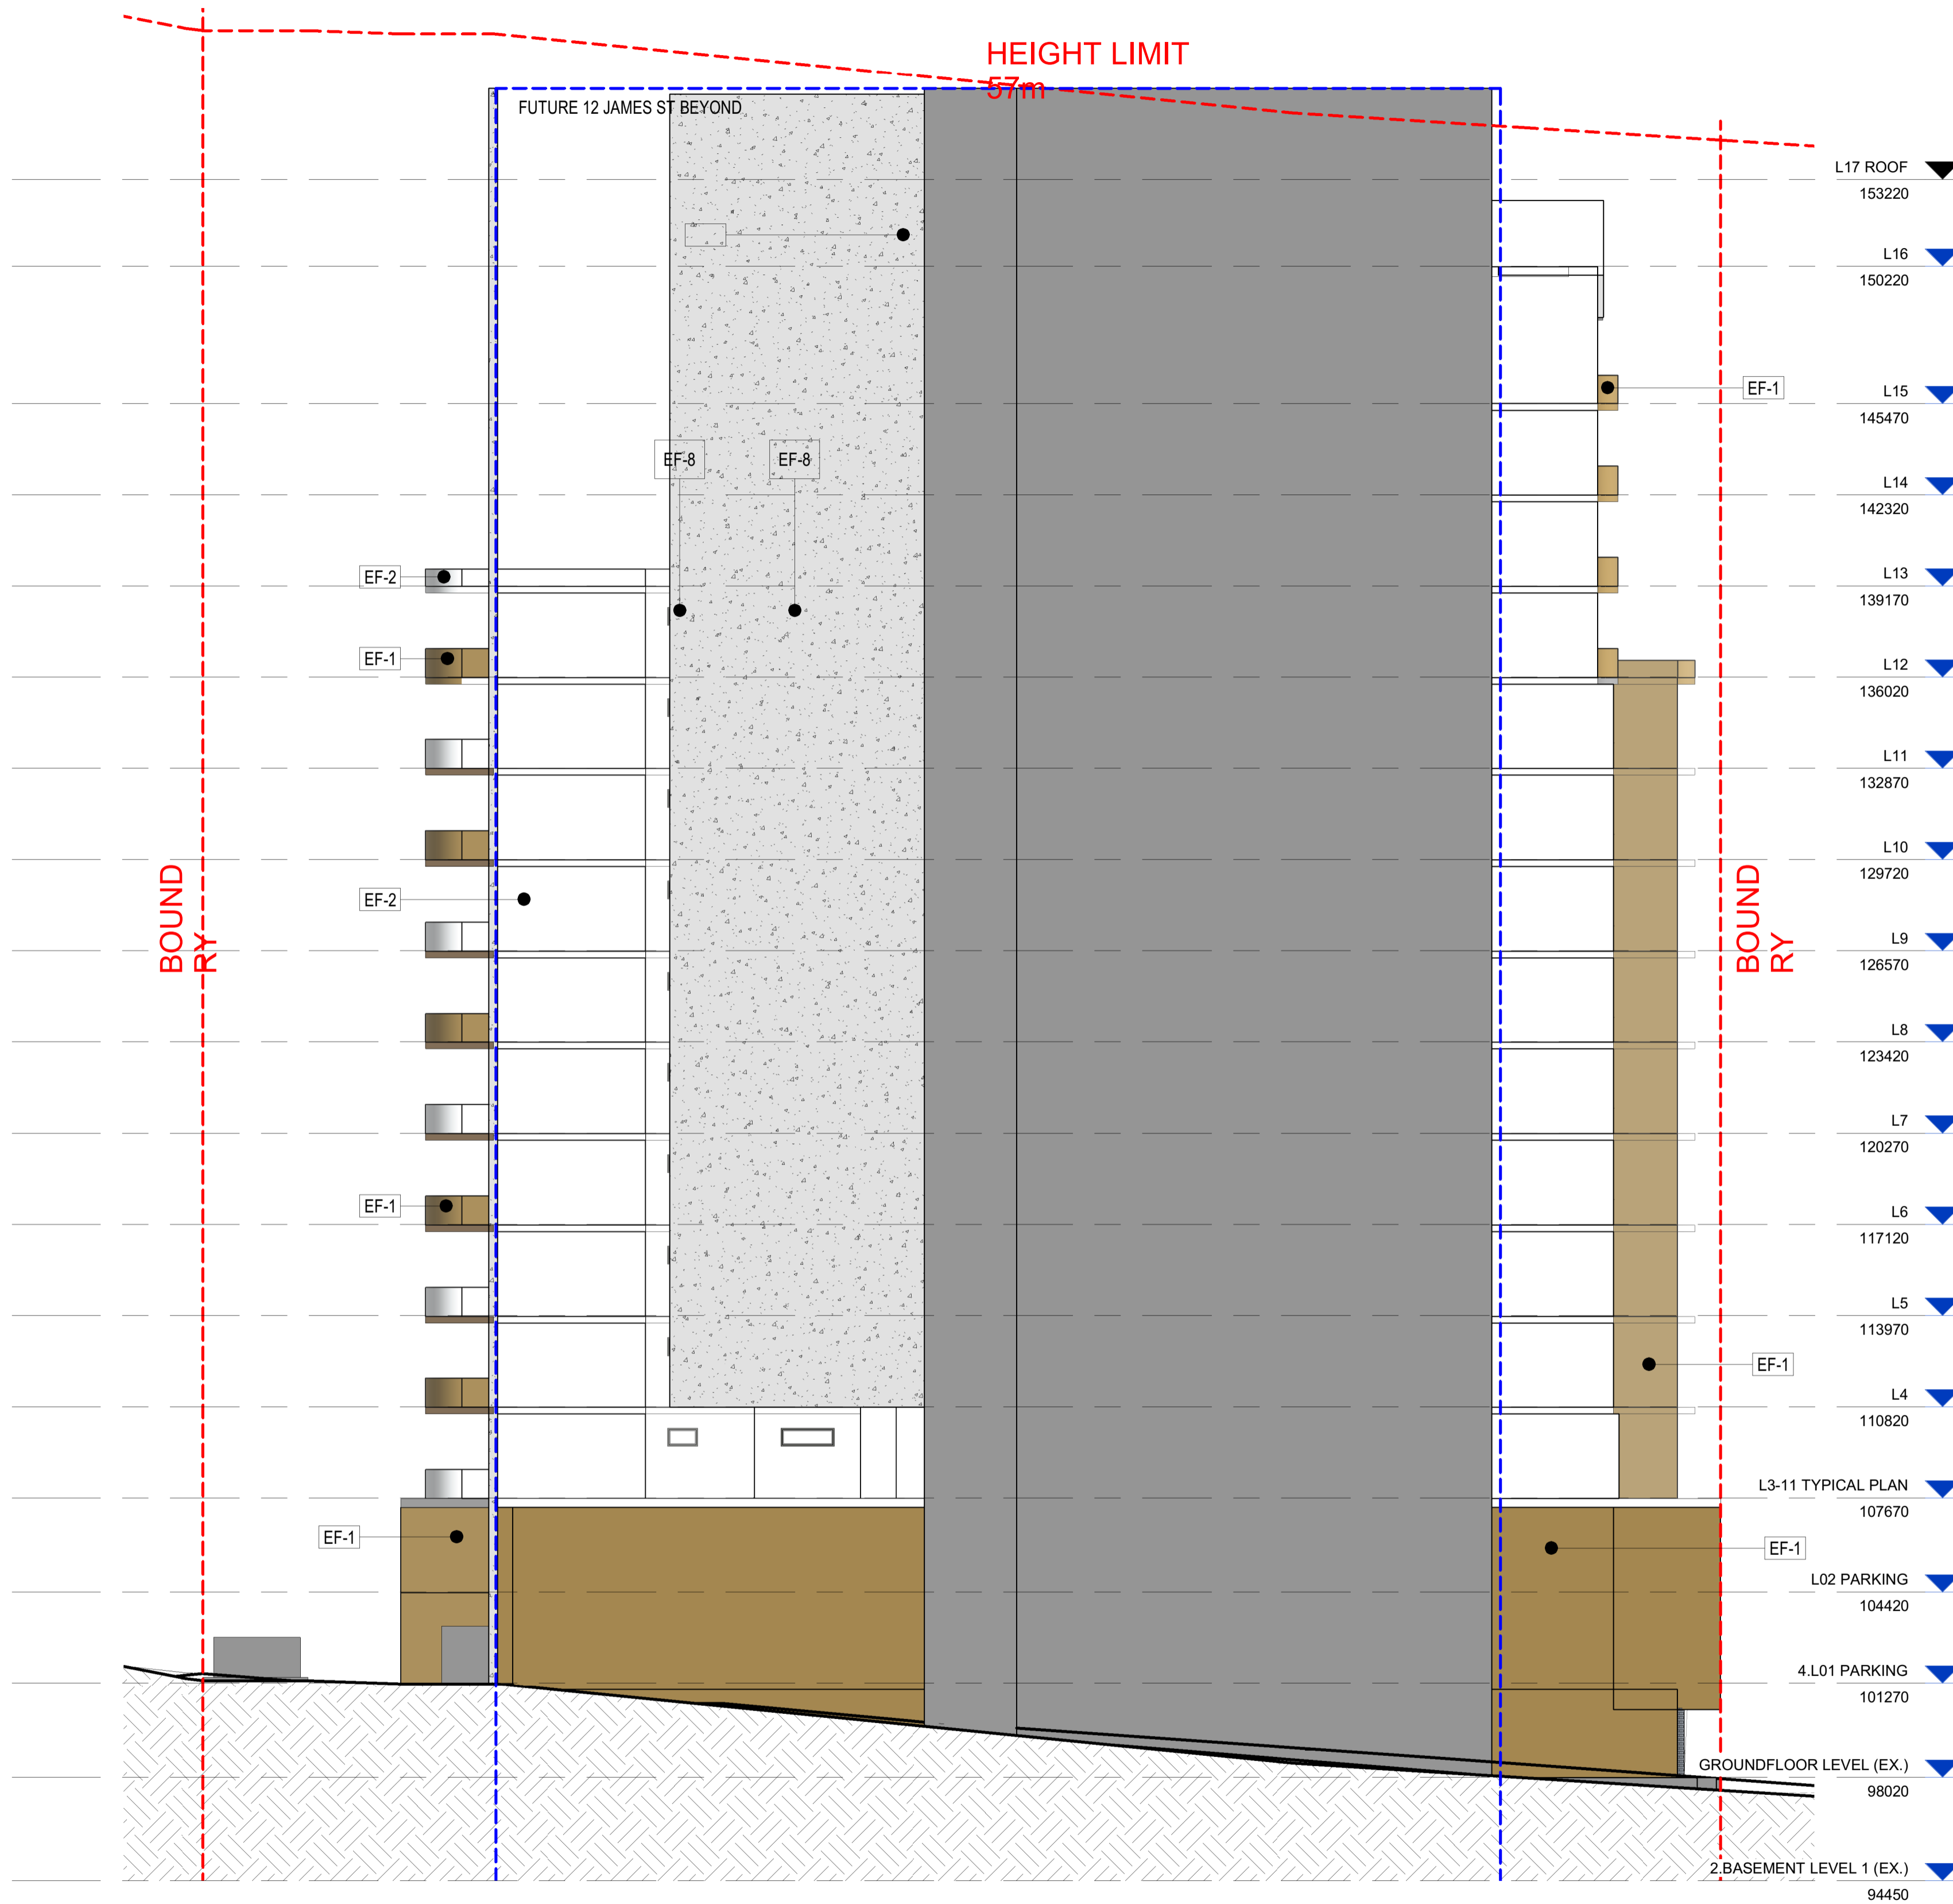 HEIGHT LIMIT
57m
FUTURE 12 JAMES ST BEYOND
L17 ROOF
153220
L16
150220
EF-1
L15
145470
EF-8
EF-8
L14
142320
EF-2
L13
139170
EF-1
L12
136020
L11
132870
BOUND
RY
BOUND
RY
L10
129720
EF-2
L9
126570
L8
123420
L7
120270
EF-1
L6
117120
L5
113970
EF-1
L4
110820
L3-11 TYPICAL PLAN
107670
EF-1
EF-1
L02 PARKING
104420
4.L01 PARKING
101270
GROUNDFLOOR LEVEL (EX.)
98020
2.BASEMENT LEVEL 1 (EX.)
94450